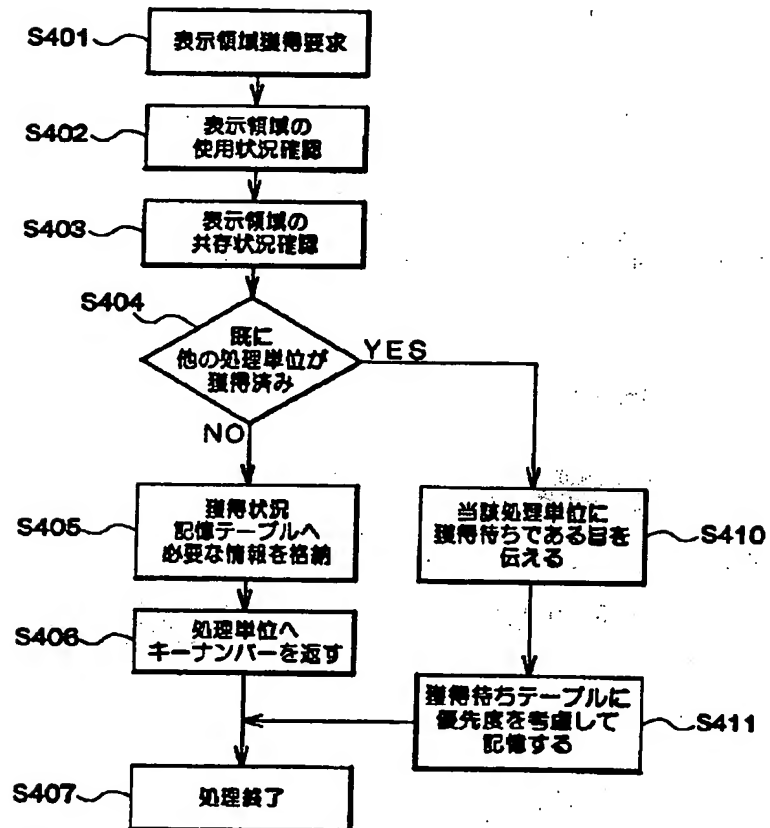 S401
表示領域獲得要求
S402
表示領域の
使用状況確認
S403
表示領域の
共存状況確認
S404
既に
他の処理単位が
獲得済み
YES
NO
S405
獲得状況
記憶テーブルへ
必要な情報を格納
S406
処理単位へ
キーナンバーを返す
S410
当該処理単位に
獲得待ちである旨を
伝える
S411
獲得待ちテーブルに
優先度を考慮して
記憶する
S407
処理終了